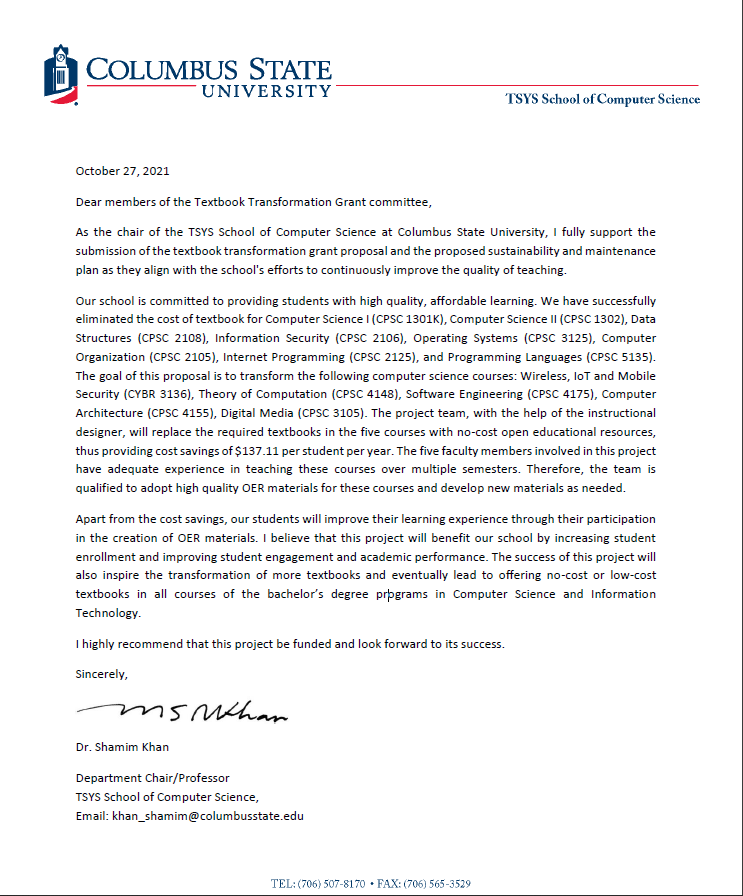 COLUMBUS STATE
UNIVERSITY
TSYS School of Computer Science
October 27, 2021
Dear members of the Textbook Transformation Grant committee,
As the chair of the TSYS School of Computer Science at Columbus State University, I fully support the
submission of the textbook transformation grant proposal and the proposed sustainability and maintenance
plan as they align with the school's efforts to continuously improve the quality of teaching.
Our school is committed to providing students with high quality, affordable learning. We have successfully
eliminated the cost of textbook for Computer Science I (CPSC 1301K), Computer Science II (CPSC 1302), Data
Structures (CPSC 2108), Information Security (CPSC 2106), Operating Systems (CPSC 3125), Computer
Organization (CPSC 2105), Internet Programming (CPSC 2125), and Programming Languages (CPSC 5135).
The goal of this proposal is to transform the following computer science courses: Wireless, IoT and Mobile
Security (CYBR 3136), Theory of Computation (CPSC 4148), Software Engineering (CPSC 4175), Computer
Architecture (CPSC 4155), Digital Media (CPSC 3105). The project team, with the help of the instructional
designer, will replace the required textbooks in the five courses with no-cost open educational resources,
thus providing cost savings of $137.11 per student per year. The five faculty members involved in this project
have adequate experience in teaching these courses over multiple semesters. Therefore, the team is
qualified to adopt high quality OER materials for these courses and develop new materials as needed.
Apart from the cost savings, our students will improve their learning experience through their participation
in the creation of OER materials. I believe that this project will benefit our school by increasing student
enrollment and improving student engagement and academic performance. The success of this project will
also inspire the transformation of more textbooks and eventually lead to offering no-cost or low-cost
textbooks in all courses of the bachelor's degree programs in Computer Science and Information
Technology.
I highly recommend that this project be funded and look forward to its success.
Sincerely,
M S N Khan
Dr. Shamim Khan
Department Chair/Professor
TSYS School of Computer Science,
Email: khan_shamim@columbusstate.edu
TEL: (706) 507-8170 • FAX: (706) 565-3529